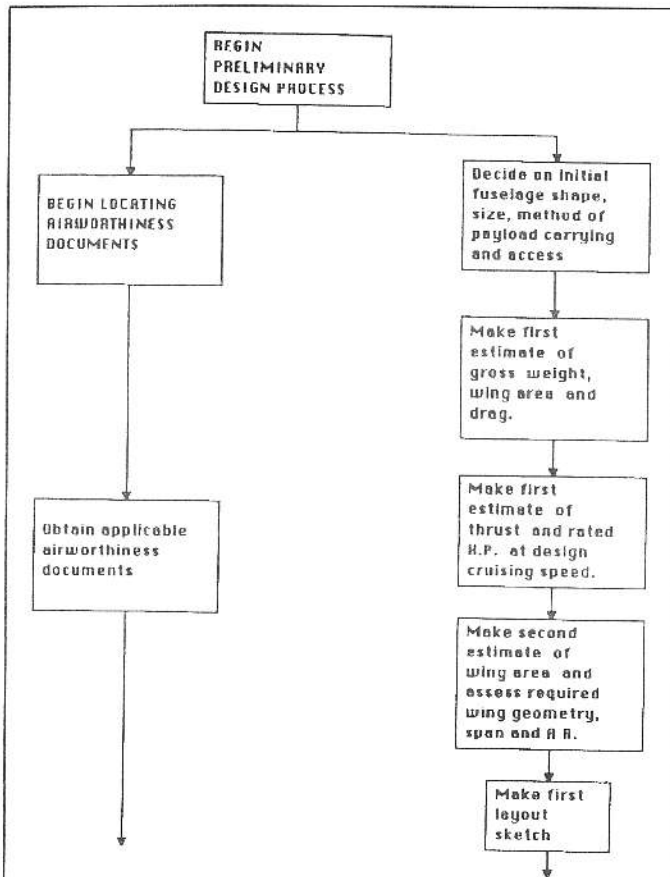 BEGIN
PRELIMINARY
DESIGN PROCESS
BEGIN LOCATING
AIRWORTHINESS
DOCUMENTS
Decide on initial
fuselage shape,
size, method of
payload carrying
and access
Make first
estimate of
gross weight,
wing area and
drag.
Obtain applicable
airworthiness
documents
Make first
estimate of
thrust and rated
H.P. at design
cruising speed.
Make second
estimate of
wing area and
assess required
wing geometry,
span and A R.
Make first
layout
sketch